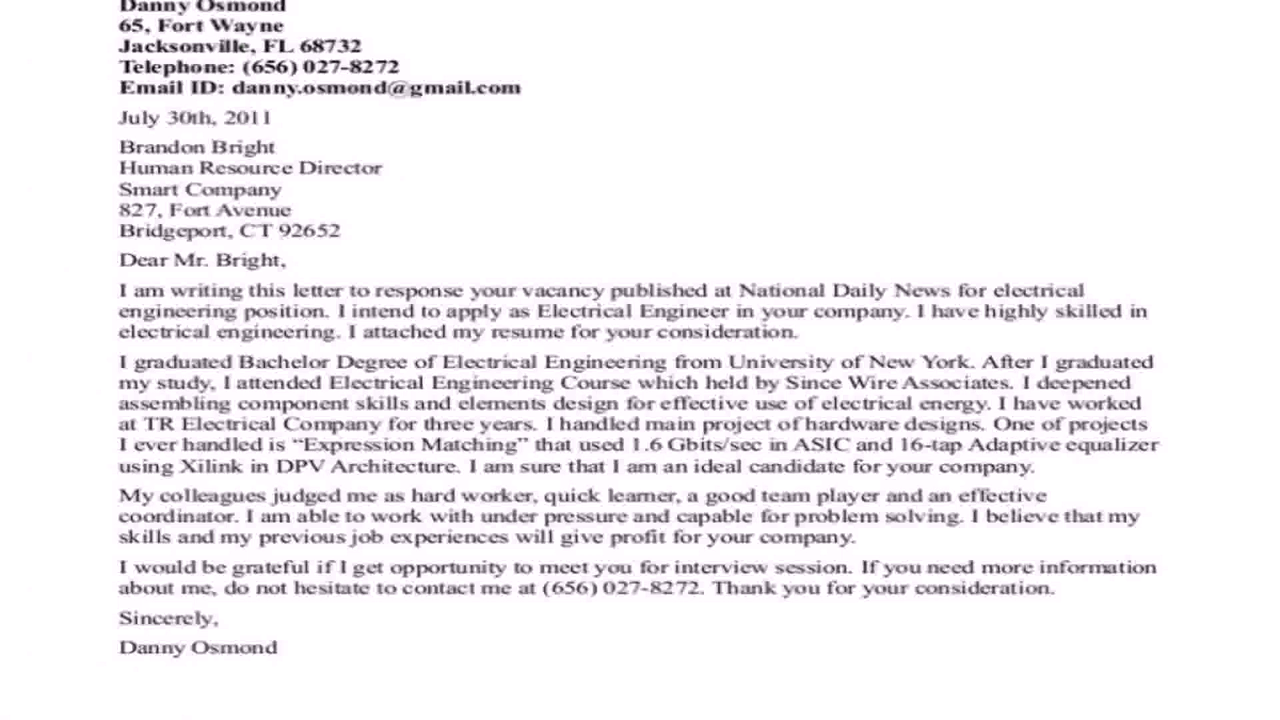 Danny Osmond
65, Fort Wayne
Jacksonville, FL 68732
Telephone: (656) 027-8272
Email ID: danny.osmond@gmail.com
July 30th, 2011
Brandon Bright
Human Resource Director
Smart Company
827, Fort Avenue
Bridgeport, CT 92652
Dear Mr. Bright,
I am writing this letter to response your vacancy published at National Daily News for electrical
engineering position. I intend to apply as Electrical Engineer in your company. I have highly skilled in
electrical engineering. I attached my resume for your consideration.
I graduated Bachelor Degree of Electrical Engineering from University of New York. After I graduated
my study, I attended Electrical Engineering Course which held by Since Wire Associates. I deepened
assembling component skills and elements design for effective use of electrical energy. I have worked
at TR Electrical Company for three years. I handled main project of hardware designs. One of projects
I ever handled is “Expression Matching” that used 1.6 Gbits/sec in ASIC and 16-tap Adaptive equalizer
using Xilink in DPV Architecture. I am sure that I am an ideal candidate for your company.
My colleagues judged me as hard worker, quick learner, a good team player and an effective
coordinator. I am able to work with under pressure and capable for problem solving. I believe that my
skills and my previous job experiences will give profit for your company.
I would be grateful if I get opportunity to meet you for interview session. If you need more information
about me, do not hesitate to contact me at (656) 027-8272. Thank you for your consideration.
Sincerely,
Danny Osmond